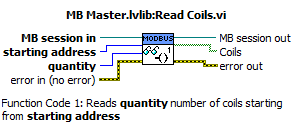 MB Master.lvlib:Read Coils.vi
MB session in
MB session out
starting address
Coils
quantity
error out
error in (no error)
MODBUS
Function Code 1: Reads quantity number of coils starting
from starting address